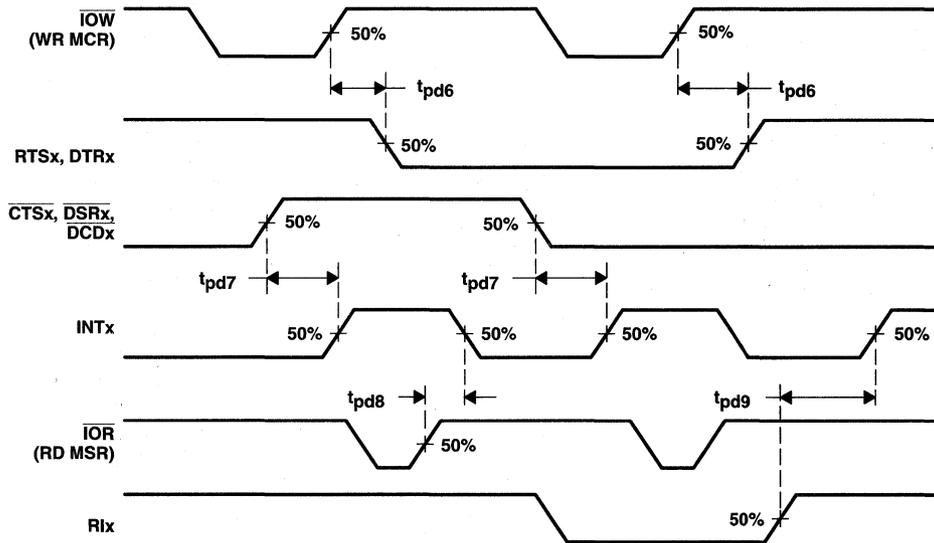 IOW
(WR MCR)
50%
50%
tpd6
tpd6
RTSx, DTRx
50%
50%
CTSx, DSRx,
DCDx
50%
50%
tpd7
tpd7
INTx
50%
50%
50%
50%
tpd8
tpd9
IOR
(RD MSR)
50%
RIx
50%